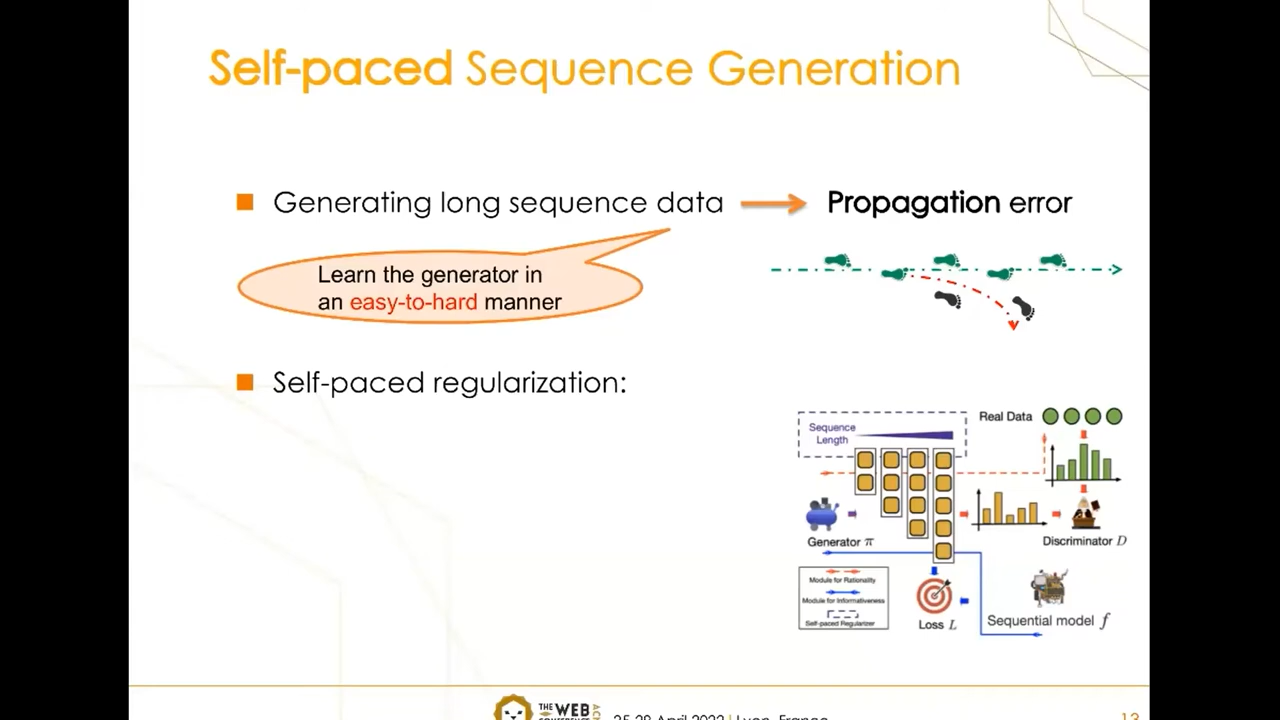 Self-paced Sequence Generation
Generating long sequence data
Propagation error
Learn the generator in
an easy-to-hard manner
Self-paced regularization:
Sequence
Length
Real Data
Generator π
Discriminator D
Module for Rationality
Module for Informativeness
Self-paced Regularizer
Loss L
Sequential model f
THE WEB
CONFERENCE
25-29 April 2022 | Lyon, France
13